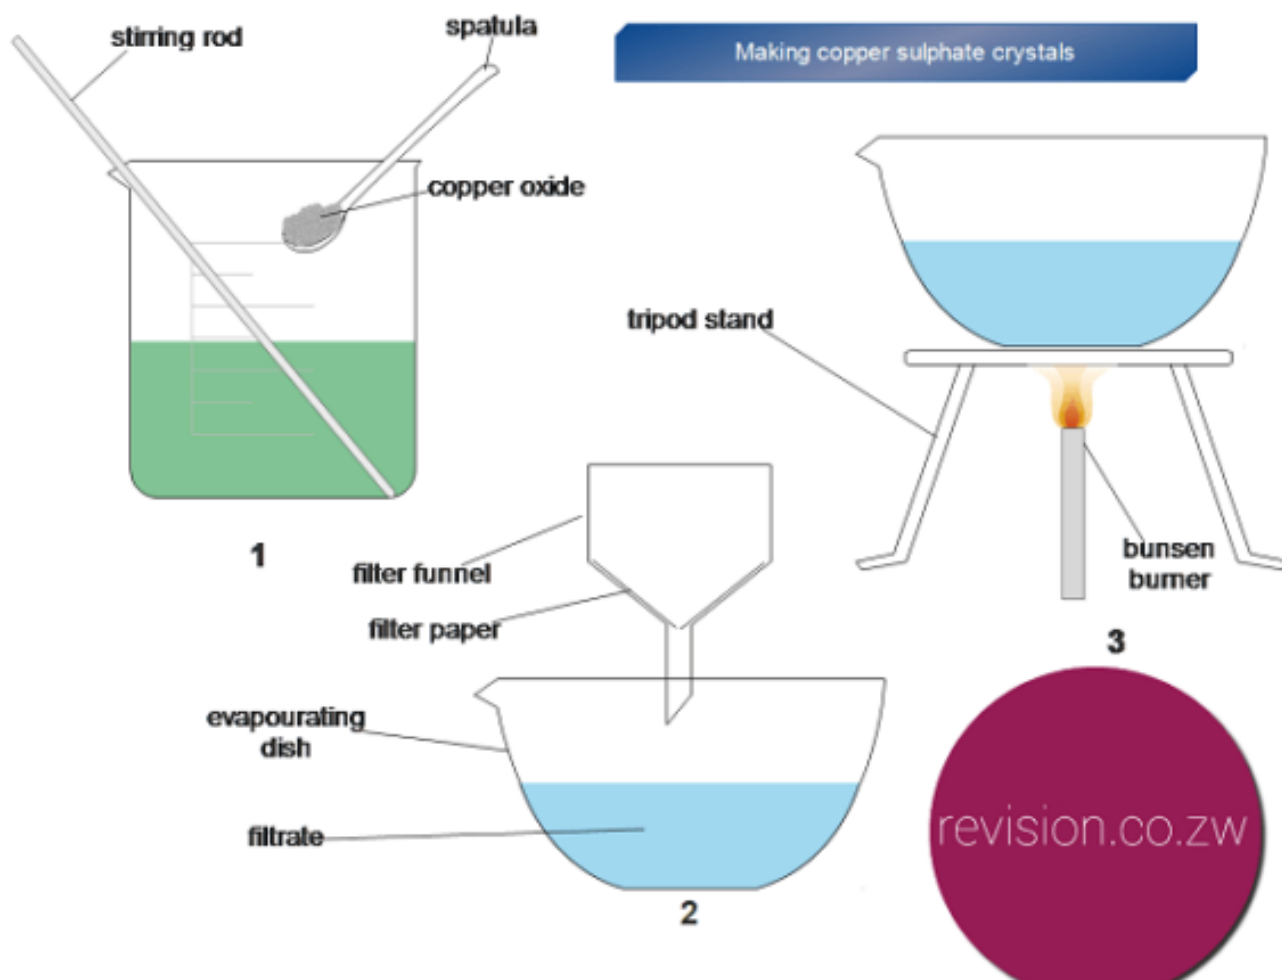 Making copper sulphate crystals
stirring rod
spatula
copper oxide
1
filter funnel
filter paper
evapourating
dish
filtrate
2
tripod stand
bunsen
burner
3
revision.co.zw